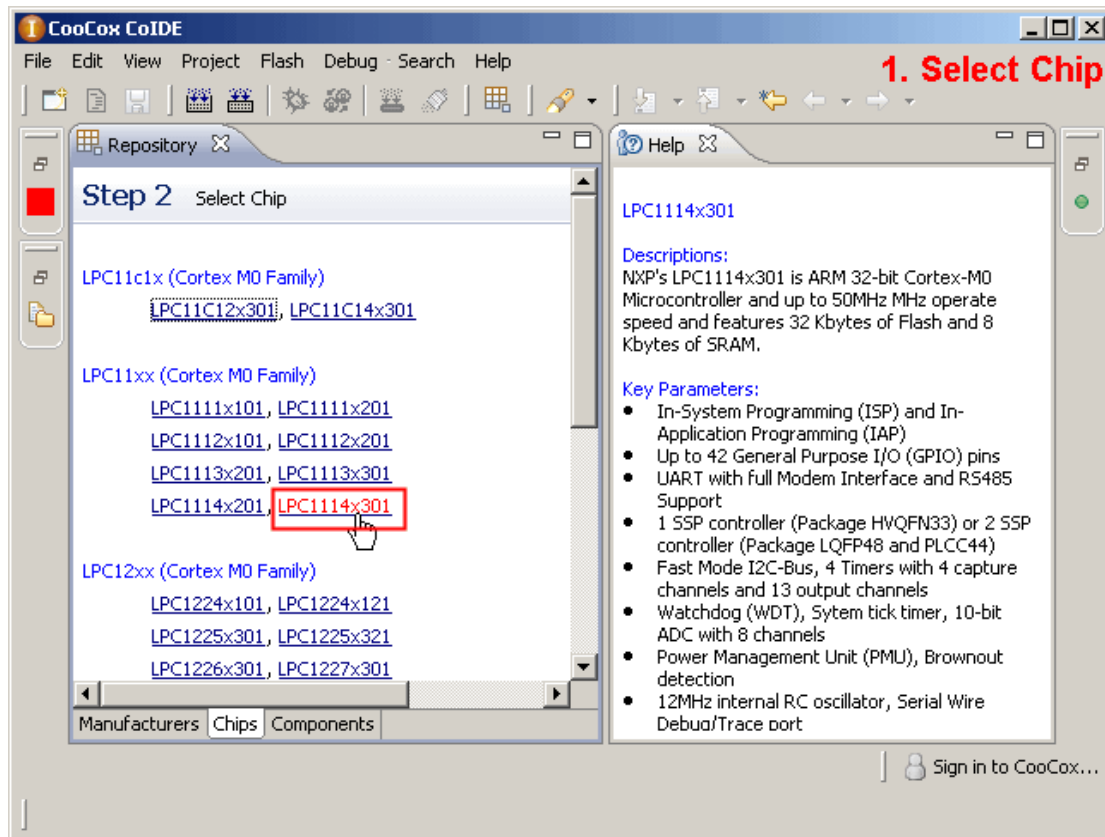 CooCox CoIDE
File Edit View Project Flash Debug Search Help
1. Select Chip
Repository
Step 2 Select Chip
LPC11c1x (Cortex M0 Family)
LPC11C12x301, LPC11C14x301
LPC11xx (Cortex M0 Family)
LPC1111x101, LPC1111x201
LPC1112x101, LPC1112x201
LPC1113x201, LPC1113x301
LPC1114x201, LPC1114x301
LPC12xx (Cortex M0 Family)
LPC1224x101, LPC1224x121
LPC1225x301, LPC1225x321
LPC1226x301, LPC1227x301
Manufacturers Chips Components
Help
LPC1114x301
Descriptions:
NXP's LPC1114x301 is ARM 32-bit Cortex-M0
Microcontroller and up to 50MHz MHz operate
speed and features 32 Kbytes of Flash and 8
Kbytes of SRAM.
Key Parameters:
• In-System Programming (ISP) and In-
Application Programming (IAP)
• Up to 42 General Purpose I/O (GPIO) pins
• UART with full Modem Interface and RS485
Support
• 1 SSP controller (Package HVQFN33) or 2 SSP
controller (Package LQFP48 and PLCC44)
• Fast Mode I2C-Bus, 4 Timers with 4 capture
channels and 13 output channels
• Watchdog (WDT), Sytem tick timer, 10-bit
ADC with 8 channels
• Power Management Unit (PMU), Brownout
detection
• 12MHz internal RC oscillator, Serial Wire
Debug/Trace port
Sign in to CooCox...